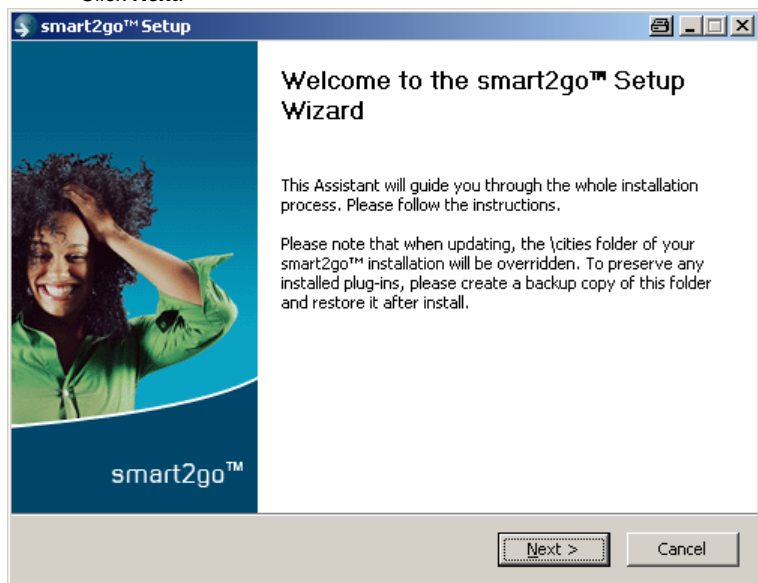 Click Next.
smart2go™ Setup
Welcome to the smart2go™ Setup
Wizard
This Assistant will guide you through the whole installation
process. Please follow the instructions.
Please note that when updating, the \cities folder of your
smart2go™ installation will be overridden. To preserve any
installed plug-ins, please create a backup copy of this folder
and restore it after install.
smart2go™
Next >
Cancel